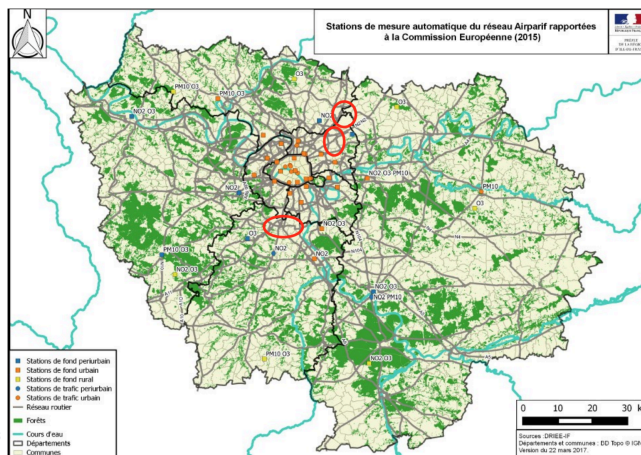 N
Stations de mesure automatique du réseau Airparif rapportées
à la Commission Européenne (2015)
PM10 O3
PM10 O3
O3
NO2 O3
NO2
O3
NO2 O3 PM10
PM10
NO2
O3
O3
NO2 O3
PM10 O3
NO2
NO2
NO2 O3
NO2 O3
NO2 PM10
PM10 O3
NO2 O3
Stations de fond periurbain
Stations de fond urbain
Stations de fond rural
Stations de trafic periurbain
Stations de trafic urbain
Réseau routier
Forêts
Cours d'eau
Départements
Communes
0 10 20 30 k
Sources : DRIEE-IF
Départements et communes : BD Topo © IGN
Version du 22 mars 2017.